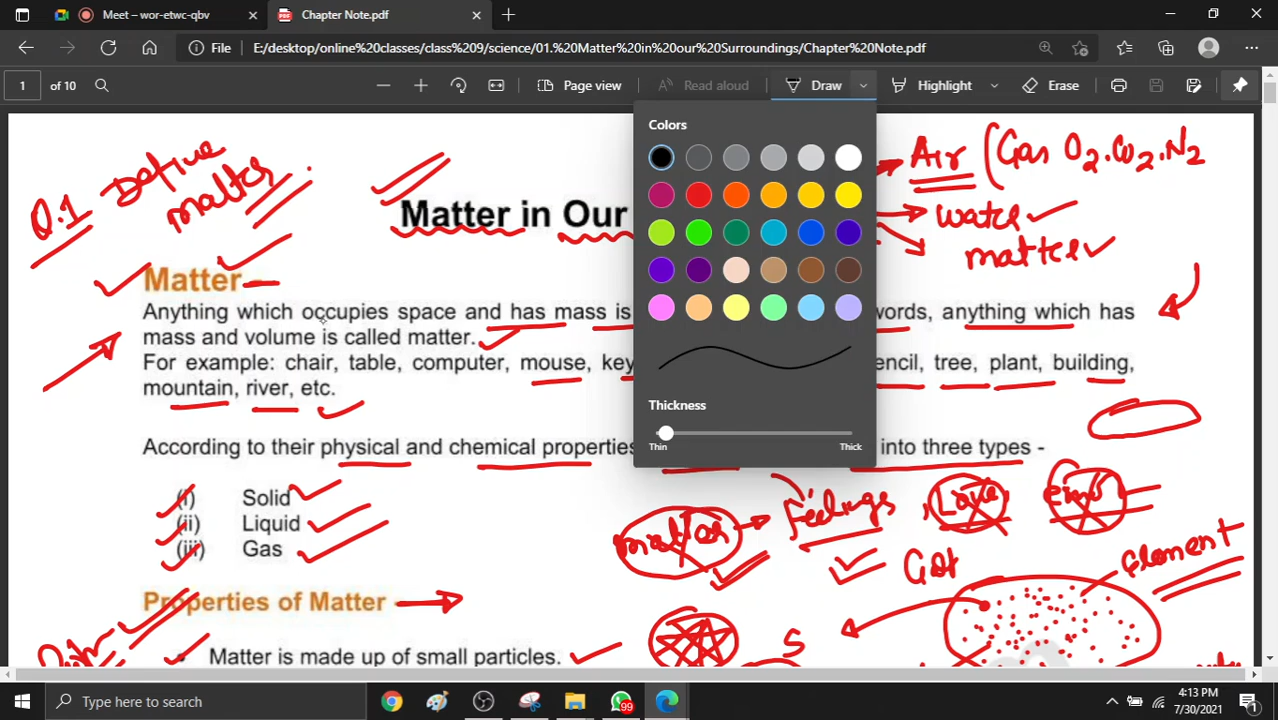 Meet – wor-etwc-qbv
Chapter Note.pdf
File
E:/desktop/online%20classes/class%209/science/01.%20Matter%20in%20our%20Surroundings/Chapter%20Note.pdf
1 of 10
Page view
Read aloud
Draw
Highlight
Erase
Colors
Thickness
Thin
Thick
Q.1 Define
matter
Air (Gas O2.CO2.N2
matter
Matter in Our
Matter
Anything which occupies space and has mass is words, anything which has
mass and volume is called matter.
For example: chair, table, computer, mouse, key encil, tree, plant, building,
mountain, river, etc.
According to their physical and chemical properties into three types -
(i) Solid
(ii) Liquid
(iii) Gas
matter Feelings, Love
Element
Properties of Matter
S
Matter is made up of small particles.
Type here to search
99
4:13 PM
7/30/2021
1